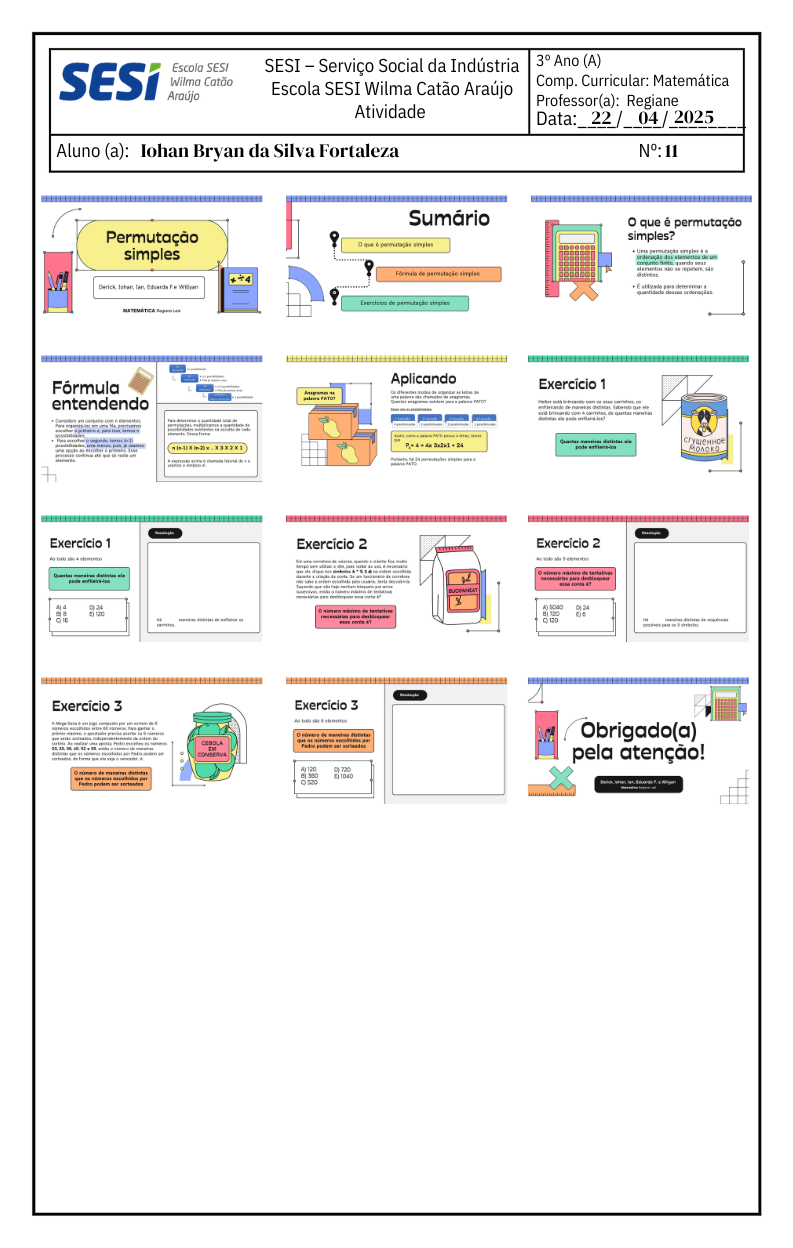 SESI
Escola SESI
Wilma Catão
Araújo
SESI – Serviço Social da Indústria
Escola SESI Wilma Catão Araújo
Atividade
3º Ano (A)
Comp. Curricular: Matemática
Professor(a): Regiane
Data: 22 / 04 / 2025
Aluno (a): Iohan Bryan da Silva Fortaleza
Nº: 11
Permutação
simples
Derick, Iohan, Ian, Eduarda F.e Willyan
MATEMÁTICA Regiane Leal
Sumário
O que é permutação simples
Fórmula de permutação simples
Exercícios de permutação simples
O que é permutação
simples?
• Uma permutação simples é a
ordenação dos elementos de um
conjunto finito, quando seus
elementos não se repetem, são
distintos.
• É utilizada para determinar a
quantidade dessas ordenações.
Fórmula
entendendo
• Considere um conjunto com n elementos.
Para organizá-los em uma fila, precisamos
escolher o primeiro e, para isso, temos n
possibilidades.
• Para escolher o segundo, temos (n-1)
possibilidades, uma menos, pois, já usamos
uma opção ao escolher o primeiro. Esse
processo continua até que só reste um
elemento.
Para determinar a quantidade total de
permutações, multiplicamos a quantidade de
possibilidades existentes na escolha de cada
elemento. Dessa forma:
n (n-1) X (n-2) x .. X 3 X 2 X 1
A expressão acima é chamada fatorial de n e
usamos o símbolo n!
Anagramas na
palavra PATO?
Aplicando
Os diferentes modos de organizar as letras de
uma palavra são chamados de anagramas.
Quantos anagramas existem para a palavra PATO?
Assim, como a palavra PATO possui 4 letras, temos
que:
P4= 4 = 4x 3x2x1 = 24
Portanto, há 24 permutações simples para a
palavra PATO.
Exercício 1
Heitor está brincando com os seus carrinhos, os
enfileirando de maneiras distintas. Sabendo que ele
está brincando com 4 carrinhos, de quantas maneiras
distintas ele pode enfileirá-los?
Quantas maneiras distintas ele
pode enfileirá-los
сгущенное
молоко
Exercício 1
Ao todo são 4 elementos
Quantas maneiras distintas ele
pode enfileirá-los
A) 4 D) 24
B) 8 E) 120
C) 16
Resolução
Há maneiras distintas de enfileirar os
carrinhos.
Exercício 2
Em uma corretora de valores, quando o cliente fica muito
tempo sem utilizar o site, para voltar ao uso, é necessário
durante a criação da conta. Se um funcionário da corretora
não sabe a ordem escolhida pelo usuário, tenta descobri-la.
Supondo que não haja nenhum bloqueio por erros
sucessivos, então o número máximo de tentativas
necessárias para desbloquear essa conta é?
O número máximo de tentativas
necessárias para desbloquear
essa conta é?
BUCKWHEAT
Exercício 2
Ao todo são 5 elementos
O número máximo de tentativas
necessárias para desbloquear
essa conta é?
A) 5040 D) 24
B) 720 E) 6
C) 120
Resolução
Há maneiras distintas de sequências
possíveis para os 5 símbolos.
Exercício 3
A Mega-Sena é um jogo composto por um sorteio de 6
números escolhidos entre 60 números. Para ganhar o
prêmio máximo, o apostador precisa acertar os 6 números
que serão sorteados, independentemente da ordem do
sorteio. Ao realizar uma aposta, Pedro escolheu os números
distintas que os números escolhidos por Pedro podem ser
sorteados, de forma que ele seja o vencedor, é:
O número de maneiras distintas
que os números escolhidos por
Pedro podem ser sorteados
CEBOLA
EM
CONSERVA
Exercício 3
Ao todo são 6 elementos
O número de maneiras distintas
que os números escolhidos por
Pedro podem ser sorteados
A) 120 D) 720
B) 360 E) 1040
C) 520
Resolução
Obrigado(a)
pela atenção!
Derick, Iohan, Ian, Eduarda F. e Willyan
Matemática Regiane Leal